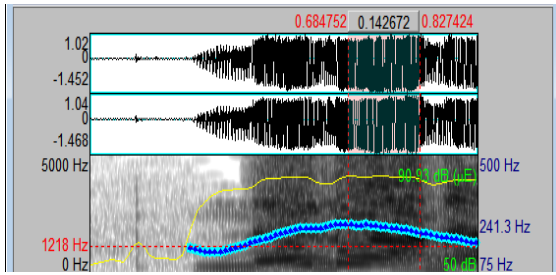 0.684752 0.142672 0.827424
1.02
0
-1.452
1.04
0
-1.468
5000 Hz 500 Hz
90.93 dB (µE)
241.3 Hz
1218 Hz
0 Hz 50 dB 75 Hz